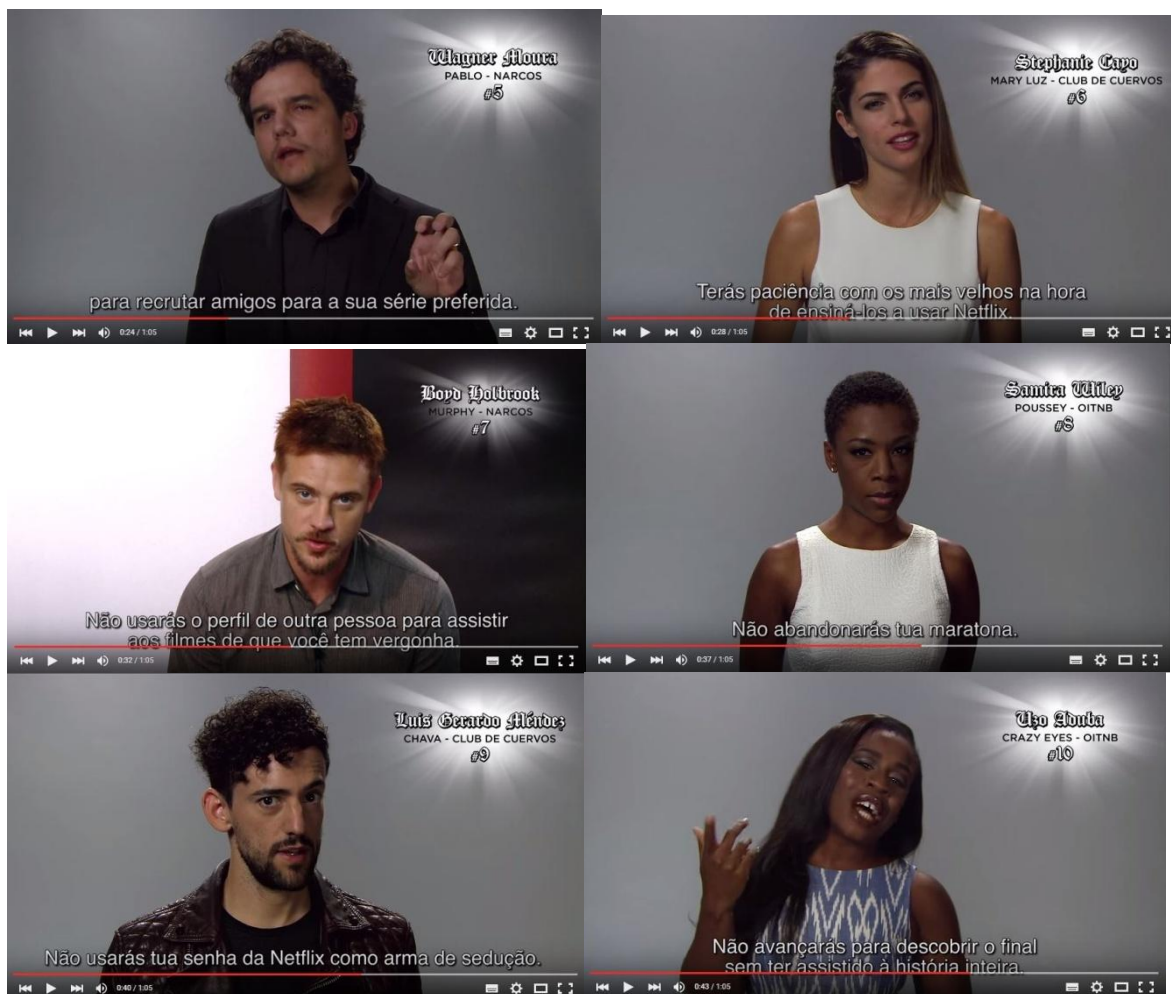 Wagner Moura
PABLO - NARCOS
#5
para recrutar amigos para a sua série preferida.
0:24 / 1:05
Stephanie Cayo
MARY LUZ - CLUB DE CUERVOS
#6
Terás paciência com os mais velhos na hora
de ensiná-los a usar Netflix.
0:28 / 1:05
Boyd Holbrook
MURPHY - NARCOS
#7
Não usarás o perfil de outra pessoa para assistir
aos filmes de que você tem vergonha.
0:32 / 1:05
Samira Wiley
POUSSEY - OITNB
#8
Não abandonarás tua maratona.
0:37 / 1:05
Luis Gerardo Méndez
CHAVA - CLUB DE CUERVOS
#9
Não usarás tua senha da Netflix como arma de sedução.
0:40 / 1:05
Uzo Aduba
CRAZY EYES - OITNB
#10
Não avançarás para descobrir o final
sem ter assistido à história inteira.
0:43 / 1:05